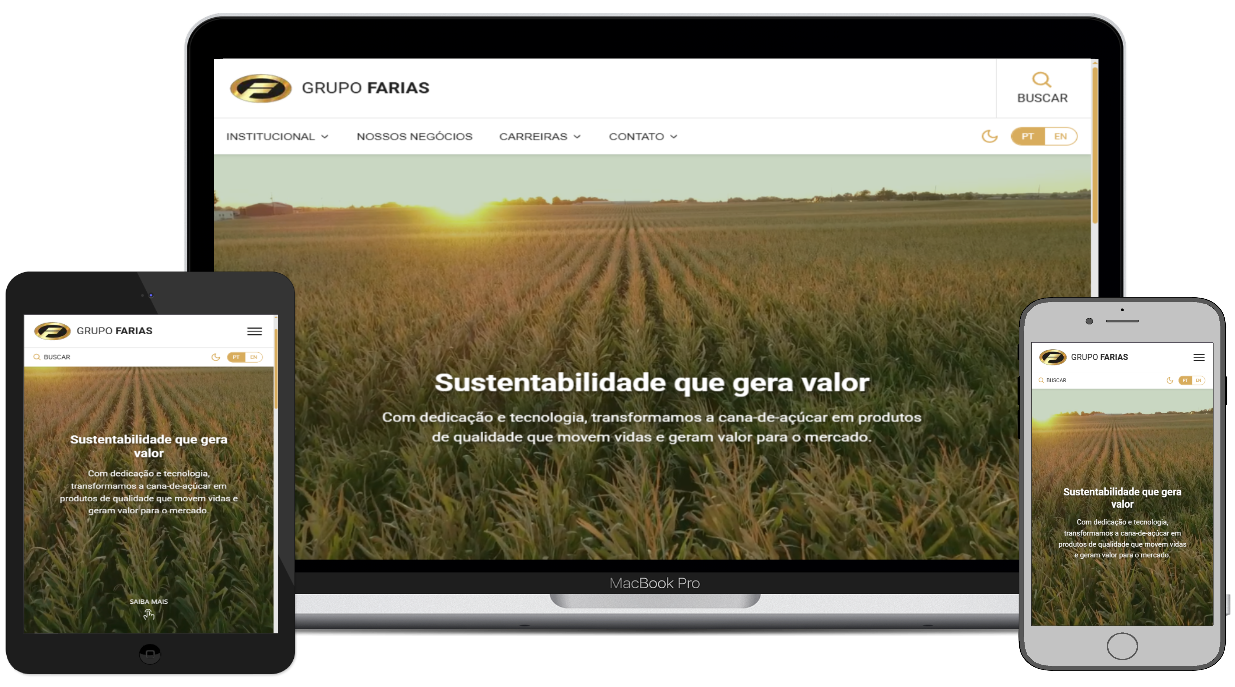 GRUPO FARIAS
BUSCAR
INSTITUCIONAL
NOSSOS NEGÓCIOS
CARREIRAS
CONTATO
PT
EN
Sustentabilidade que gera valor
Com dedicação e tecnologia, transformamos a cana-de-açúcar em produtos
de qualidade que movem vidas e geram valor para o mercado.
MacBook Pro
GRUPO FARIAS
BUSCAR
PT
EN
Sustentabilidade que gera
valor
Com dedicação e tecnologia,
transformamos a cana-de-açúcar em
produtos de qualidade que movem vidas e
geram valor para o mercado.
SAIBA MAIS
GRUPO FARIAS
BUSCAR
PT
EN
Sustentabilidade que gera
valor
Com dedicação e tecnologia,
transformamos a cana-de-açúcar em
produtos de qualidade que movem vidas
e geram valor para o mercado.